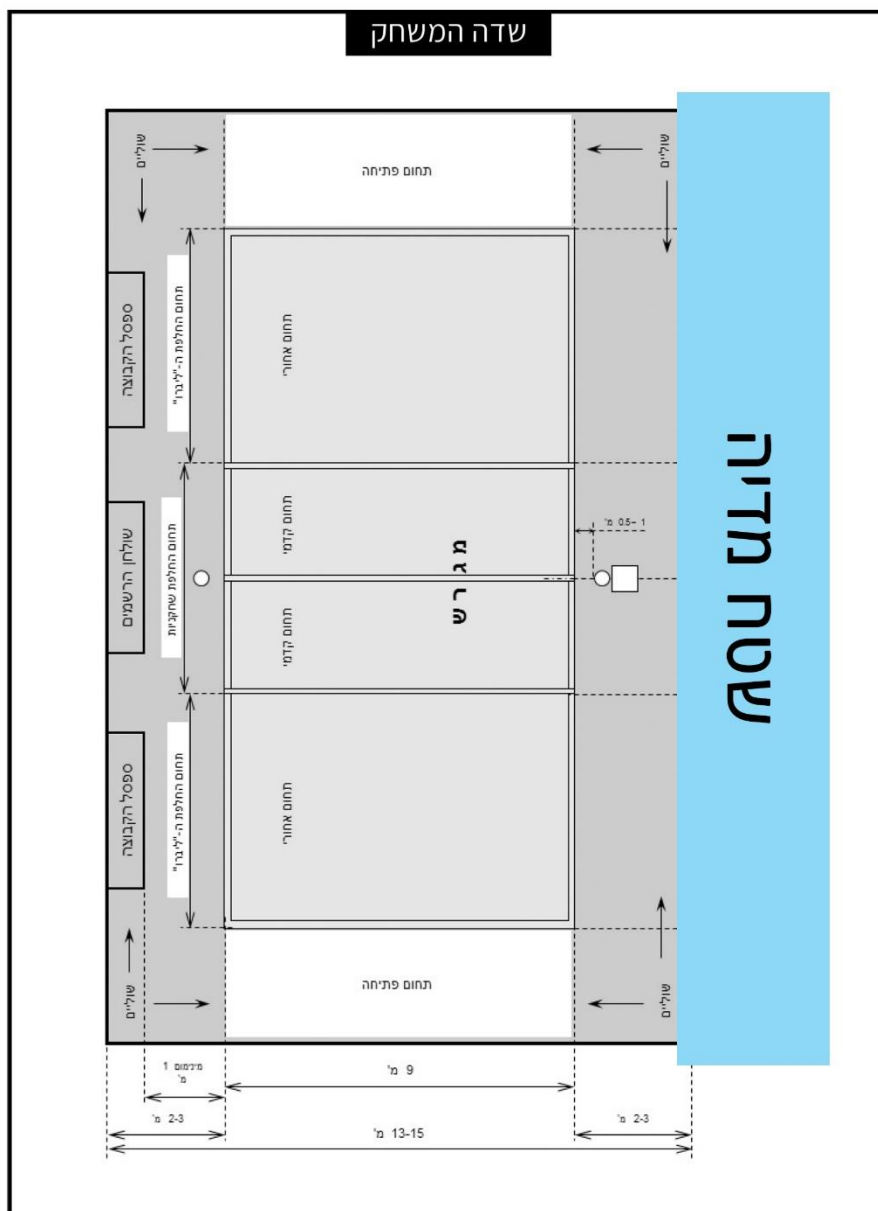 שדה המשחק
שוליים
תחום פתיחה
שוליים
ספסל הקבוצה
תחום החלפת ה-"ליברו"
תחום אחורי
שטח מדיה
שולחן הרשמים
תחום החלפת שחקניות
תחום קדמי
מגרש
1 – 0.5 מ'
תחום קדמי
ספסל הקבוצה
תחום החלפת ה-"ליברו"
תחום אחורי
שוליים
תחום פתיחה
שוליים
מינימום 1
מ'
9 מ'
2-3 מ'
2-3 מ'
13-15 מ'